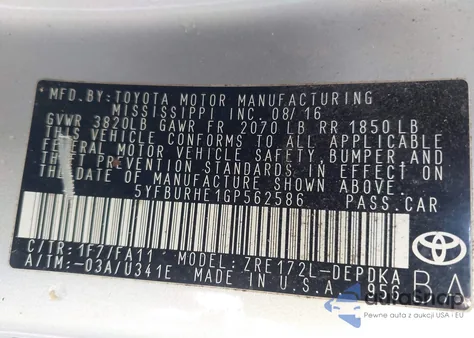 MFD.BY:TOYOTA MOTOR MANUFACTURING
MISSISSIPPI INC. 08/16
GVWR 3820LB GAWR FR 2070 LB RR 1850 LB
THIS VEHICLE CONFORMS TO ALL APPLICABLE
FEDERAL MOTOR VEHICLE SAFETY, BUMPER AND
THEFT PREVENTION STANDARDS IN EFFECT ON
THE DATE OF MANUFACTURE SHOWN ABOVE.
5YFBURHE1GP562586 PASS.CAR
C/TR:1F7/FA11 MODEL: ZRE172L-DEPDKA
A/TM:-03A/U341E MADE IN U.S.A. 956
TOYOTA
BA
autaShop
Pewne auta z aukcji USA i EU